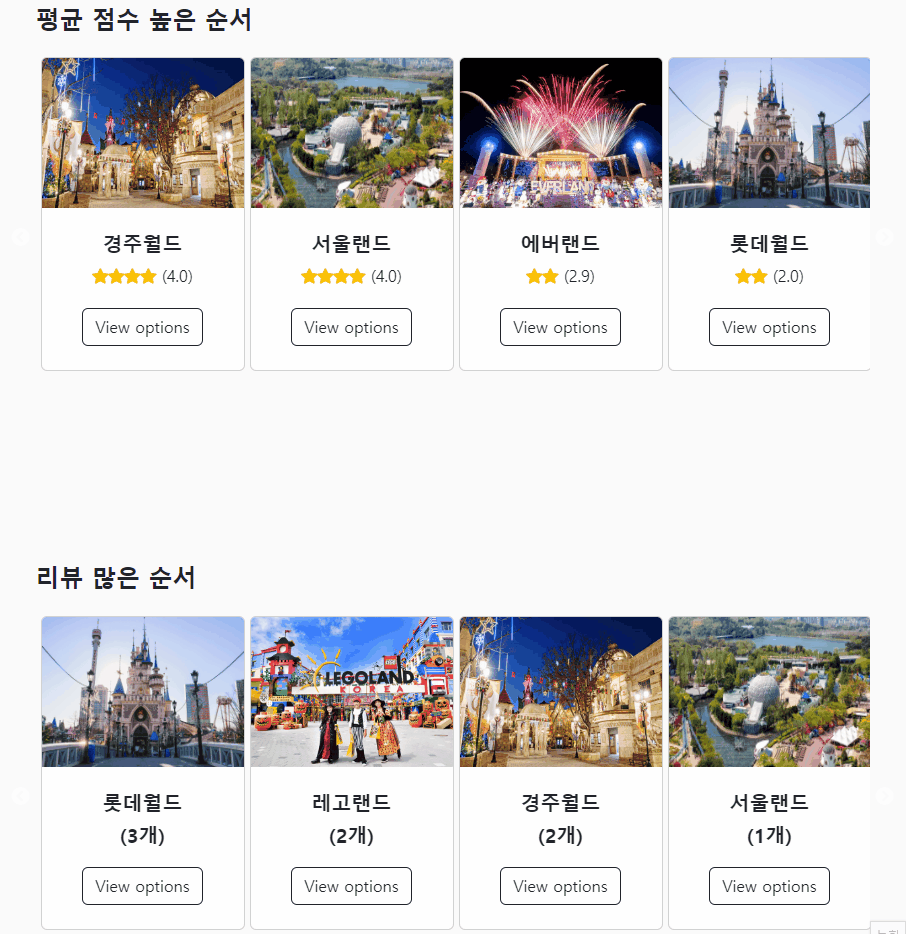 평균 점수 높은 순서
EVERLAND
경주월드
서울랜드
에버랜드
롯데월드
(4.0)
(4.0)
(2.9)
(2.0)
View options
View options
View options
View options
리뷰 많은 순서
LEGOLAND
KOREA
롯데월드
레고랜드
경주월드
서울랜드
(3개)
(2개)
(2개)
(1개)
View options
View options
View options
View options